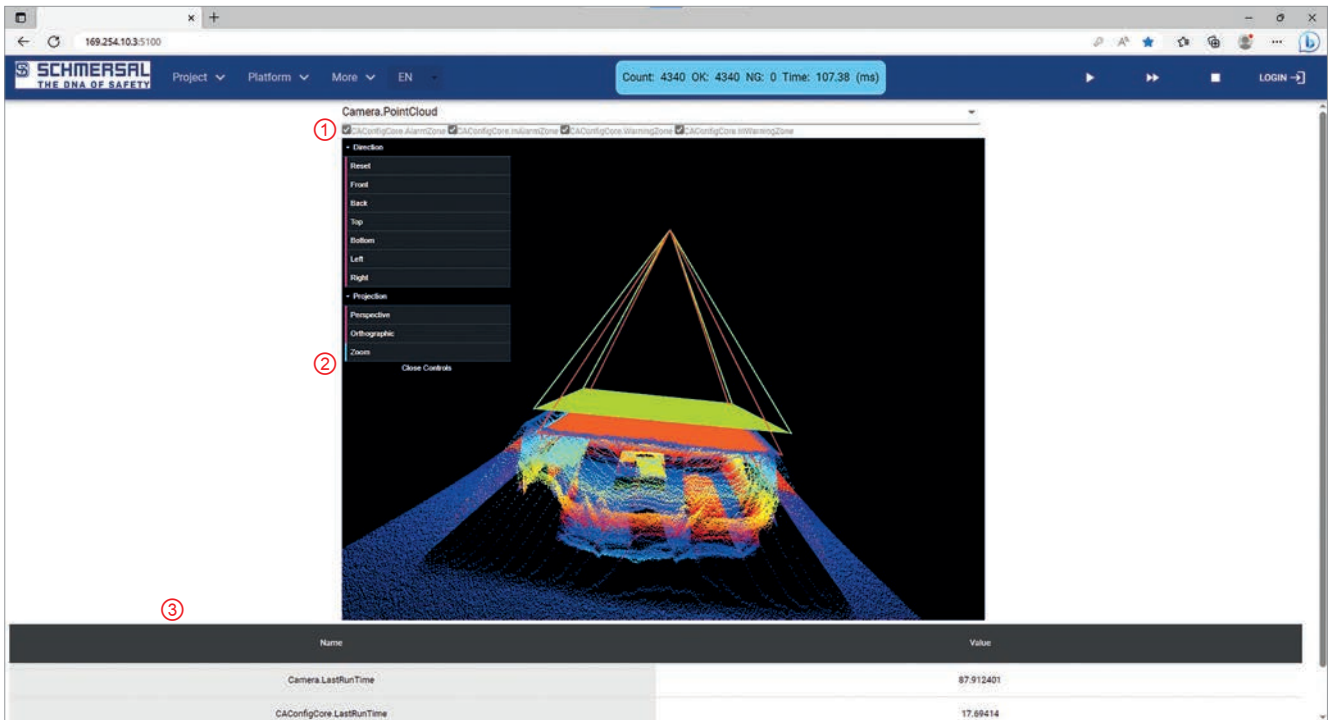 169.254.10.3:5100
SCHMERSAL
THE DNA OF SAFETY
Project
Platform
More
EN
Count: 4340 OK: 4340 NG: 0 Time: 107.38 (ms)
LOGIN
Camera.PointCloud
1
CAConfigCore.AlarmZone CAConfigCore.InAlarmZone CAConfigCore.WarningZone CAConfigCore.InWarningZone
Direction
Reset
Front
Back
Top
Bottom
Left
Right
Projection
Perspective
Orthographic
Zoom
2
Close Controls
3
Name Value
Camera.LastRunTime 87.912401
CAConfigCore.LastRunTime 17.69414